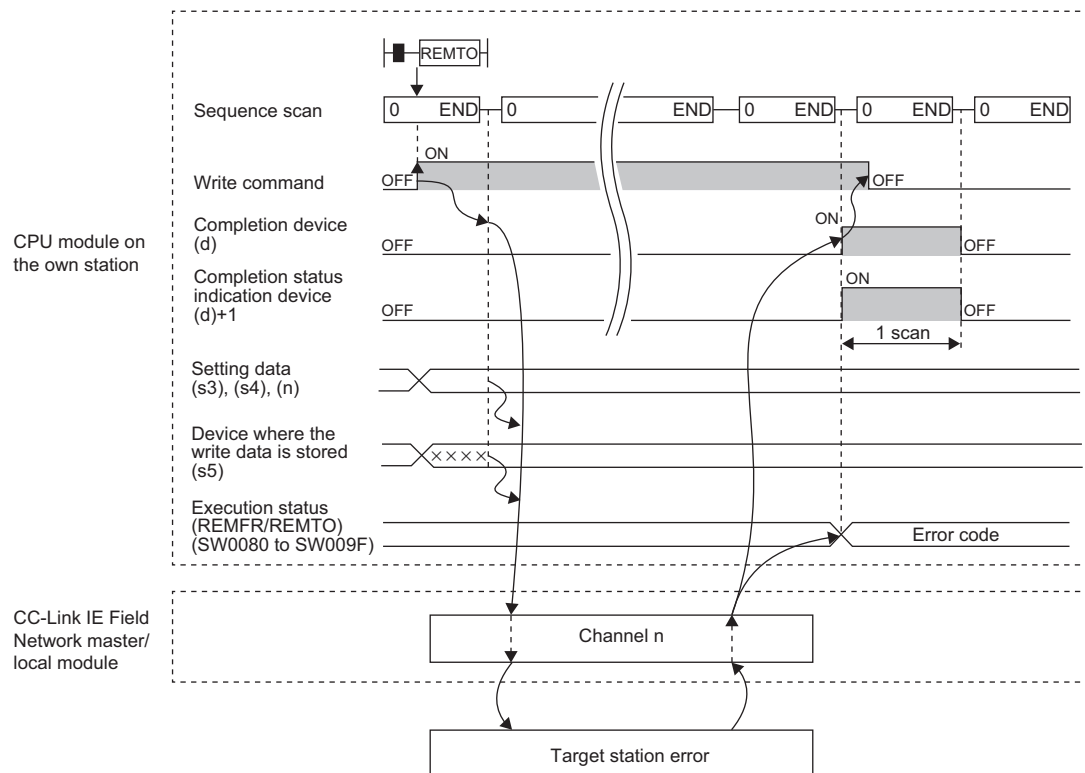 REMTO
Sequence scan
0 END 0 END 0 END 0 END 0 END
ON
Write command
OFF
OFF
CPU module on
the own station
Completion device
(d)
ON
OFF
OFF
Completion status
indication device
(d)+1
ON
OFF
OFF
1 scan
Setting data
(s3), (s4), (n)
Device where the
write data is stored
(s5)
××××
Execution status
(REMFR/REMTO)
(SW0080 to SW009F)
Error code
CC-Link IE Field
Network master/
local module
Channel n
Target station error